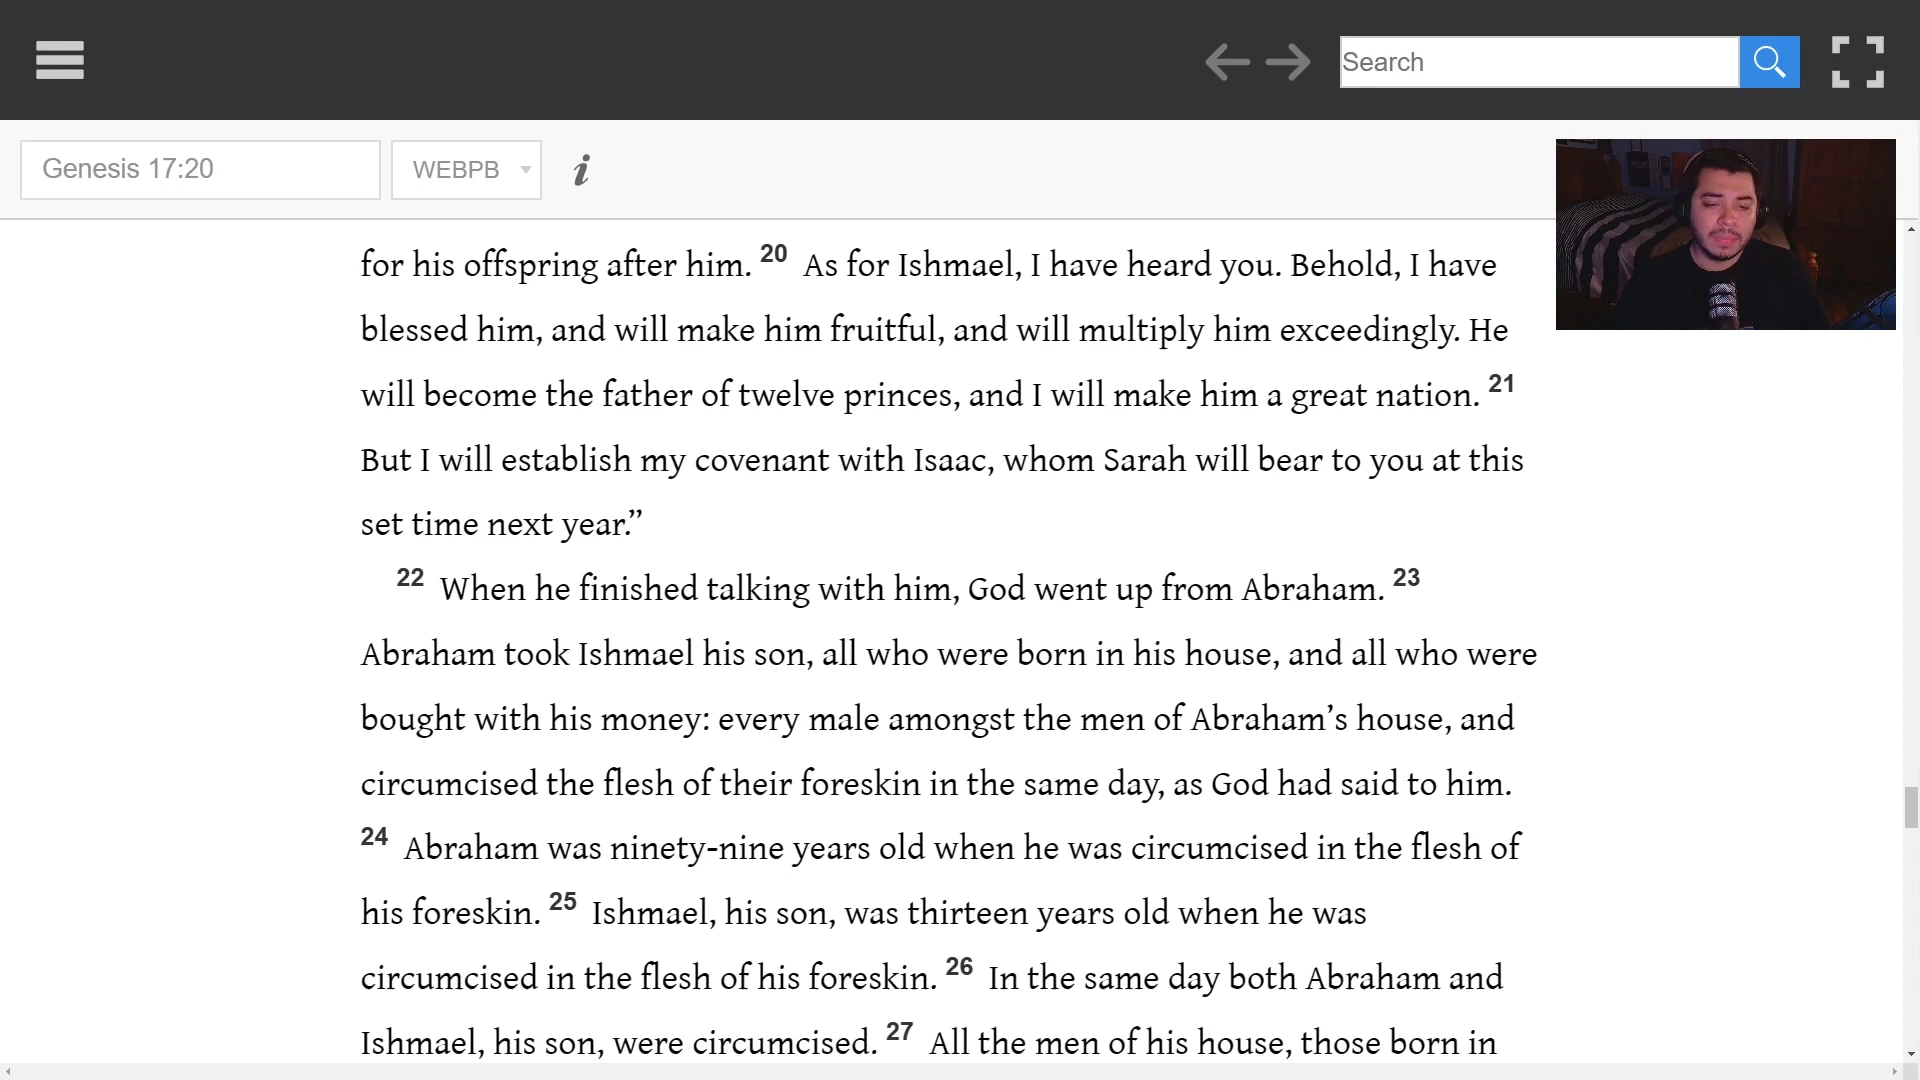 Search
Genesis 17:20
WEBPB
i
for his offspring after him. 20 As for Ishmael, I have heard you. Behold, I have
blessed him, and will make him fruitful, and will multiply him exceedingly. He
will become the father of twelve princes, and I will make him a great nation. 21
But I will establish my covenant with Isaac, whom Sarah will bear to you at this
set time next year.”
22 When he finished talking with him, God went up from Abraham. 23
Abraham took Ishmael his son, all who were born in his house, and all who were
bought with his money: every male amongst the men of Abraham’s house, and
circumcised the flesh of their foreskin in the same day, as God had said to him.
24 Abraham was ninety-nine years old when he was circumcised in the flesh of
his foreskin. 25 Ishmael, his son, was thirteen years old when he was
circumcised in the flesh of his foreskin. 26 In the same day both Abraham and
Ishmael, his son, were circumcised. 27 All the men of his house, those born in